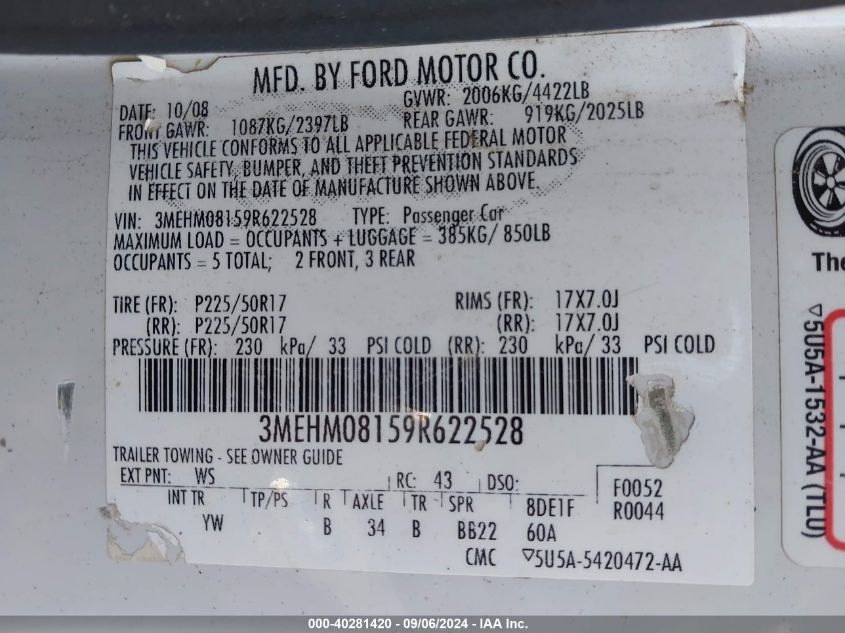 MFD. BY FORD MOTOR CO.
DATE: 10/08 GVWR: 2006KG/4422LB
FRONT GAWR: 1087KG/2397LB REAR GAWR: 919KG/2025LB
THIS VEHICLE CONFORMS TO ALL APPLICABLE FEDERAL MOTOR
VEHICLE SAFETY, BUMPER, AND THEFT PREVENTION STANDARDS
IN EFFECT ON THE DATE OF MANUFACTURE SHOWN ABOVE.
VIN: 3MEHM08159R622528 TYPE: Passenger Car
MAXIMUM LOAD = OCCUPANTS + LUGGAGE = 385KG/ 850LB
OCCUPANTS = 5 TOTAL; 2 FRONT, 3 REAR
TIRE (FR): P225/50R17 RIMS (FR): 17X7.0J
(RR): P225/50R17 (RR): 17X7.0J
PRESSURE (FR): 230 kPa/ 33 PSI COLD (RR): 230 kPa/ 33 PSI COLD
3MEHM08159R622528
TRAILER TOWING - SEE OWNER GUIDE
EXT PNT: WS RC: 43 DSO: F0052
INT TR TP/PS R AXLE TR SPR 8DE1F R0044
YW B 34 B BB22 60A
CMC ▽5U5A-5420472-AA
The
▽5U5A-1532-AA (TLU)
000-40281420 - 09/06/2024 - IAA Inc.